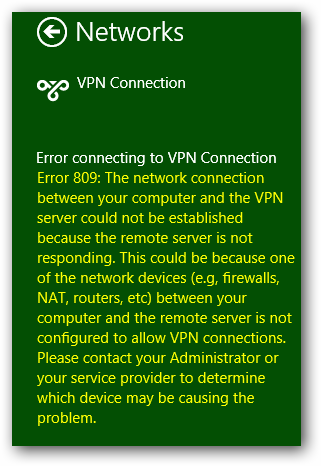 Networks
VPN Connection
Error connecting to VPN Connection
Error 809: The network connection
between your computer and the VPN
server could not be established
because the remote server is not
responding. This could be because one
of the network devices (e.g, firewalls,
NAT, routers, etc) between your
computer and the remote server is not
configured to allow VPN connections.
Please contact your Administrator or
your service provider to determine
which device may be causing the
problem.